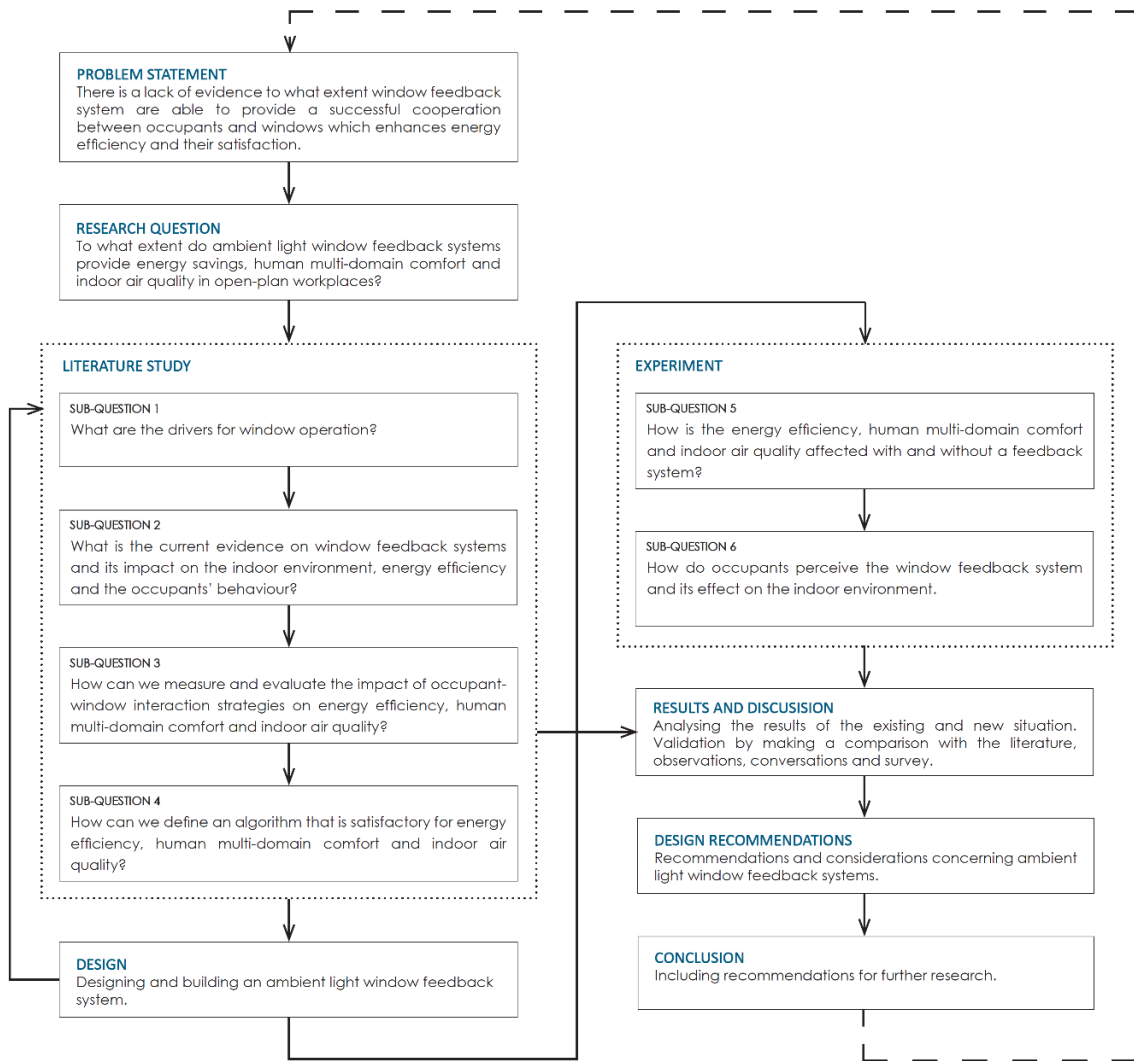 PROBLEM STATEMENT
There is a lack of evidence to what extent window feedback
system are able to provide a successful cooperation
between occupants and windows which enhances energy
efficiency and their satisfaction.
RESEARCH QUESTION
To what extent do ambient light window feedback systems
provide energy savings, human multi-domain comfort and
indoor air quality in open-plan workplaces?
LITERATURE STUDY
SUB-QUESTION 1
What are the drivers for window operation?
SUB-QUESTION 2
What is the current evidence on window feedback systems
and its impact on the indoor environment, energy efficiency
and the occupants' behaviour?
SUB-QUESTION 3
How can we measure and evaluate the impact of occupant-
window interaction strategies on energy efficiency, human
multi-domain comfort and indoor air quality?
SUB-QUESTION 4
How can we define an algorithm that is satisfactory for energy
efficiency, human multi-domain comfort and indoor air
quality?
DESIGN
Designing and building an ambient light window feedback
system.
EXPERIMENT
SUB-QUESTION 5
How is the energy efficiency, human multi-domain comfort
and indoor air quality affected with and without a feedback
system?
SUB-QUESTION 6
How do occupants perceive the window feedback system
and its effect on the indoor environment.
RESULTS AND DISCUSISION
Analysing the results of the existing and new situation.
Validation by making a comparison with the literature,
observations, conversations and survey.
DESIGN RECOMMENDATIONS
Recommendations and considerations concerning ambient
light window feedback systems.
CONCLUSION
Including recommendations for further research.